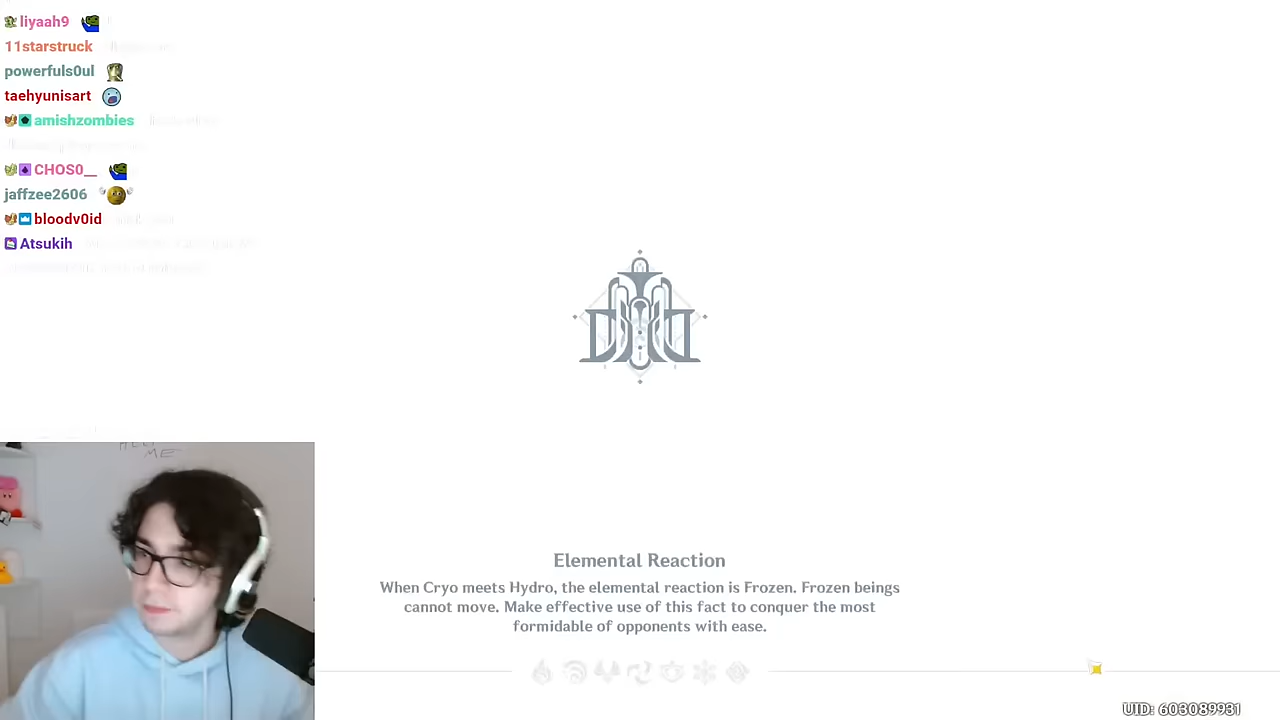 liyaah9
11starstruck
powerfuls0ul
taehyunisart
amishzombies
CHOS0__
jaffzee2606
bloodv0id
Atsukih
ME
Elemental Reaction
When Cryo meets Hydro, the elemental reaction is Frozen. Frozen beings
cannot move. Make effective use of this fact to conquer the most
formidable of opponents with ease.
UID: 603089931